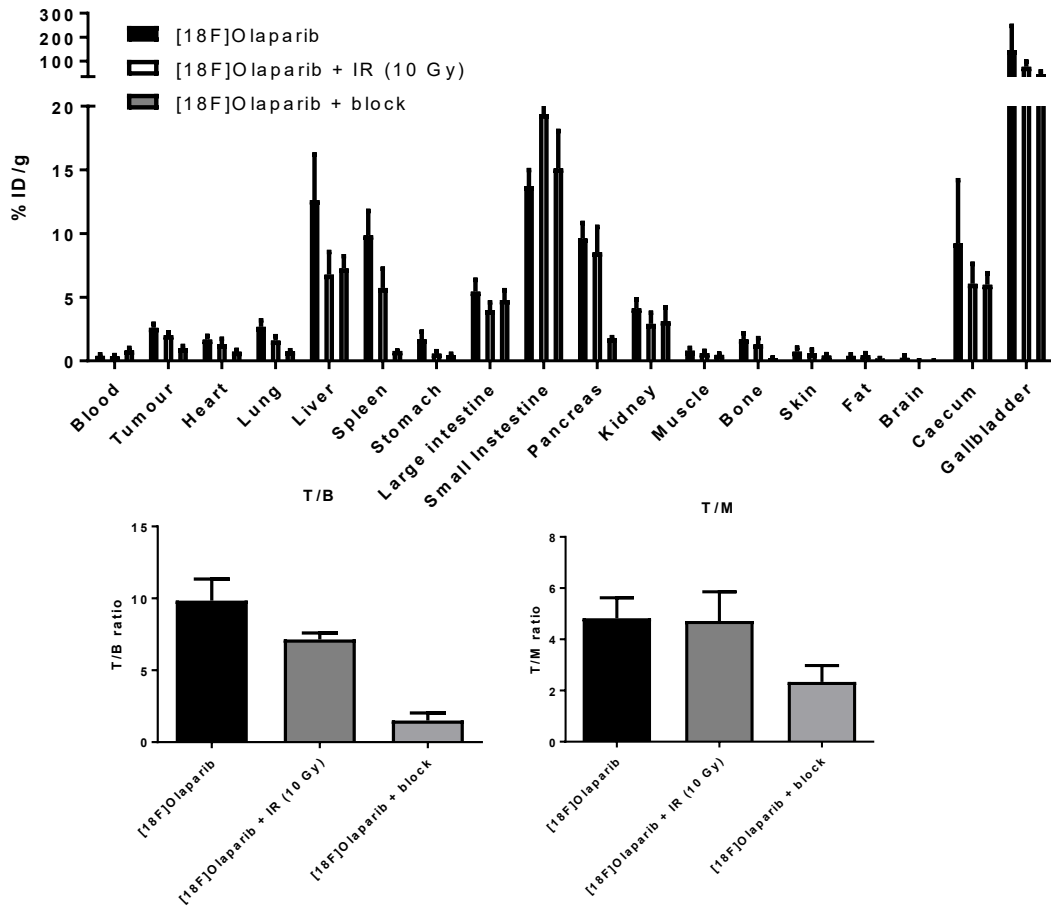 300
200
100
20
15
10
5
0
% ID/g
[18F]Olaparib
[18F]Olaparib + IR (10 Gy)
[18F]Olaparib + block
Blood
Tumour
Heart
Lung
Liver
Spleen
Stomach
Large intestine
Small Instestine
Pancreas
Kidney
Muscle
Bone
Skin
Fat
Brain
Caecum
Gallbladder
T/B
15
10
5
0
T/B ratio
[18F]Olaparib
[18F]Olaparib + IR (10 Gy)
[18F]Olaparib + block
T/M
8
6
4
2
0
T/M ratio
[18F]Olaparib
[18F]Olaparib + IR (10 Gy)
[18F]Olaparib + block